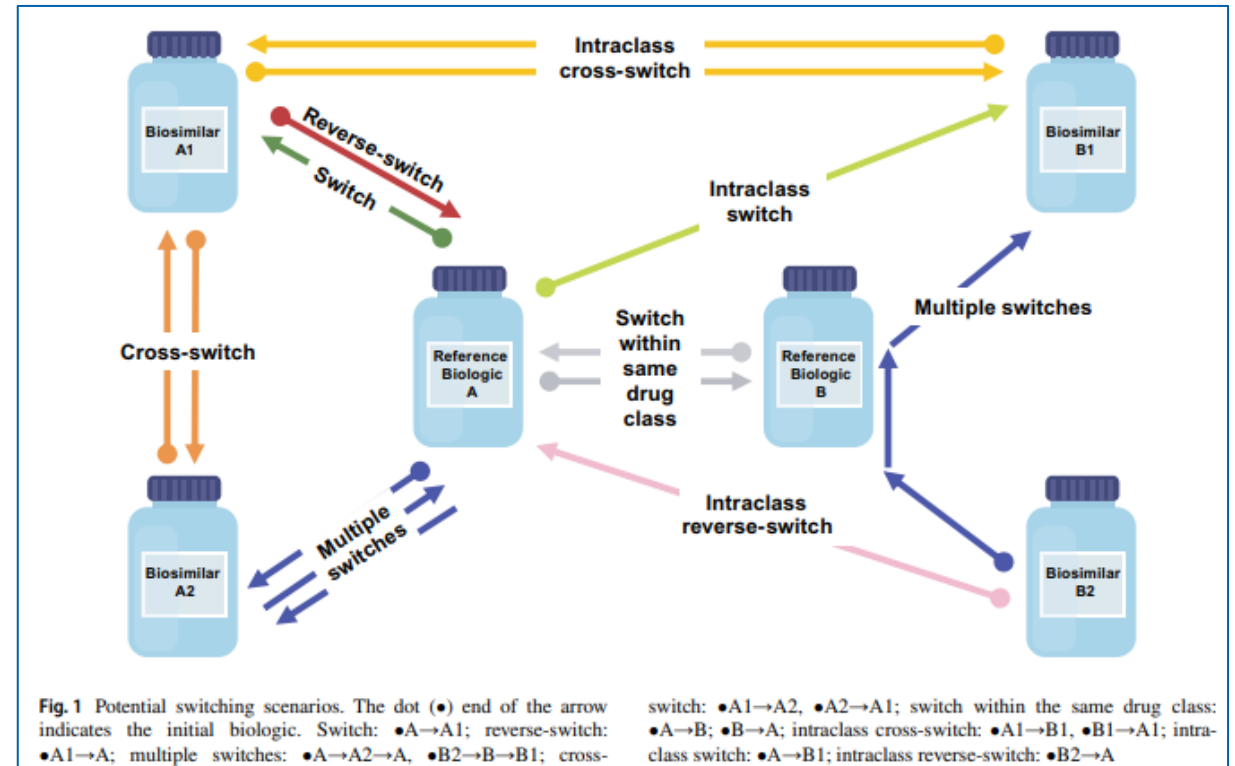 Intraclass
cross-switch
Biosimilar
A1
Biosimilar
B1
Reverse-switch
Switch
Intraclass
switch
Cross-switch
Reference
Biologic
A
Switch
within
same
drug
class
Reference
Biologic
B
Multiple switches
Multiple
switches
Intraclass
reverse-switch
Biosimilar
A2
Biosimilar
B2
Fig. 1 Potential switching scenarios. The dot (●) end of the arrow
indicates the initial biologic. Switch: ●A→A1; reverse-switch:
●A1→A; multiple switches: ●A→A2→A, ●B2→B→B1; cross-
switch: ●A1→A2, ●A2→A1; switch within the same drug class:
●A→B; ●B→A; intraclass cross-switch: ●A1→B1, ●B1→A1; intra-
class switch: ●A→B1; intraclass reverse-switch: ●B2→A